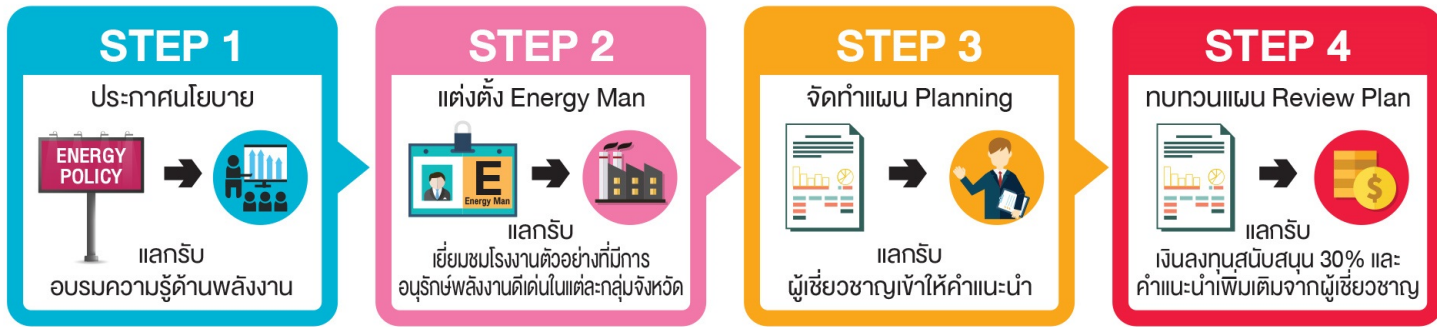 STEP 1
ประกาศนโยบาย
ENERGY
POLICY
แลกรับ
อบรมความรู้ด้านพลังงาน
STEP 2
แต่งตั้ง Energy Man
E
Energy Man
แลกรับ
เยี่ยมชมโรงงานตัวอย่างที่มีการ
อนุรักษ์พลังงานดีเด่นในแต่ละกลุ่มจังหวัด
STEP 3
จัดทำแผน Planning
แลกรับ
ผู้เชี่ยวชาญเข้าให้คำแนะนำ
STEP 4
ทบทวนแผน Review Plan
$
แลกรับ
เงินลงทุนสนับสนุน 30% และ
คำแนะนำเพิ่มเติมจากผู้เชี่ยวชาญ